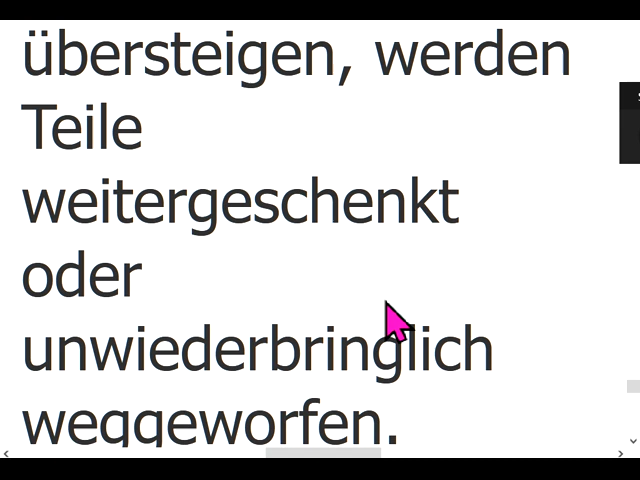 übersteigen, werden
Teile
weitergeschenkt
oder
unwiederbringlich
weggeworfen.